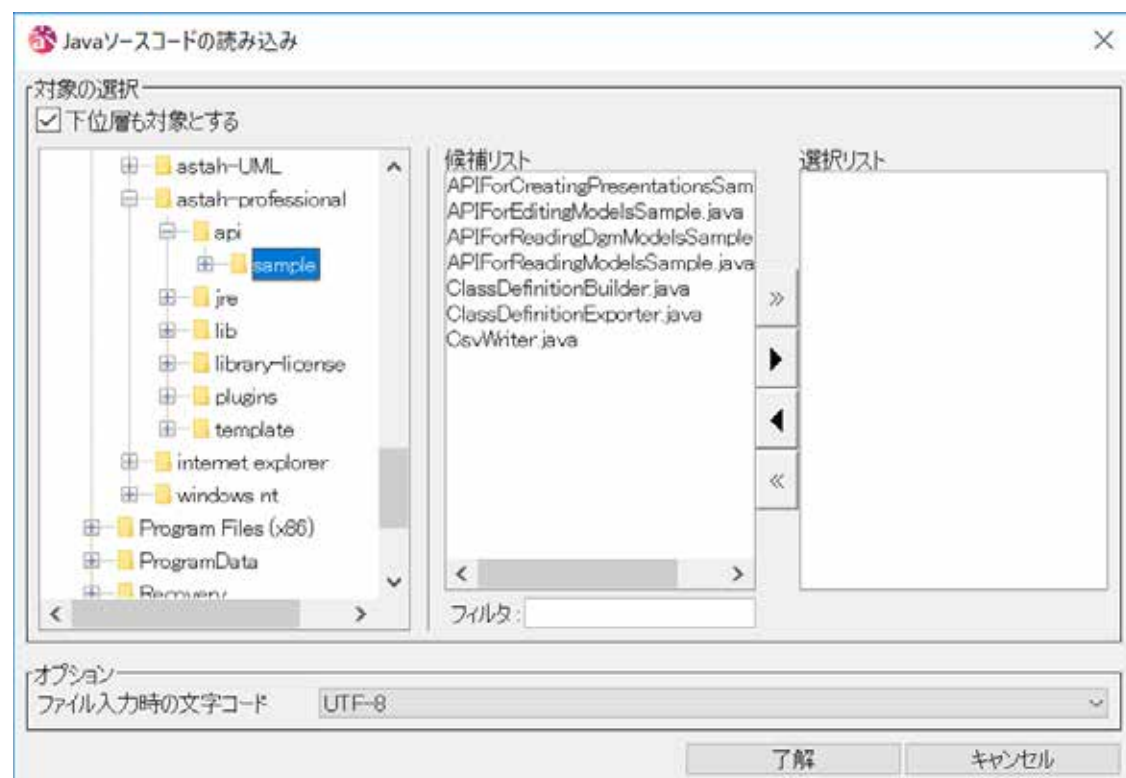 Javaソースコードの読み込み
対象の選択
下位層も対象とする
astah-UML
astah-professional
api
sample
jre
lib
library-license
plugins
template
internet explorer
windows nt
Program Files (x86)
ProgramData
Recovery
候補リスト
APIForCreatingPresentationsSam
APIForEditingModelsSample.java
APIForReadingDgmModelsSample
APIForReadingModelsSample.java
ClassDefinitionBuilder.java
ClassDefinitionExporter.java
CsvWriter.java
フィルタ:
選択リスト
オプション
ファイル入力時の文字コード UTF-8
了解 キャンセル